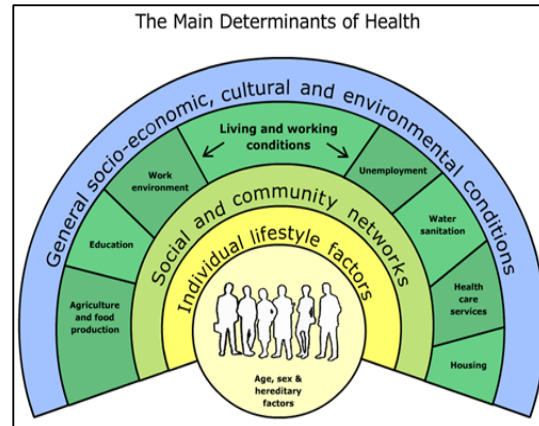 The Main Determinants of Health
General socio-economic, cultural and environmental conditions
Living and working
conditions
Work
environment
Unemployment
Education
Water
sanitation
Agriculture
and food
production
Health
care
services
Housing
Social and community networks
Individual lifestyle factors
Age, sex &
hereditary
factors